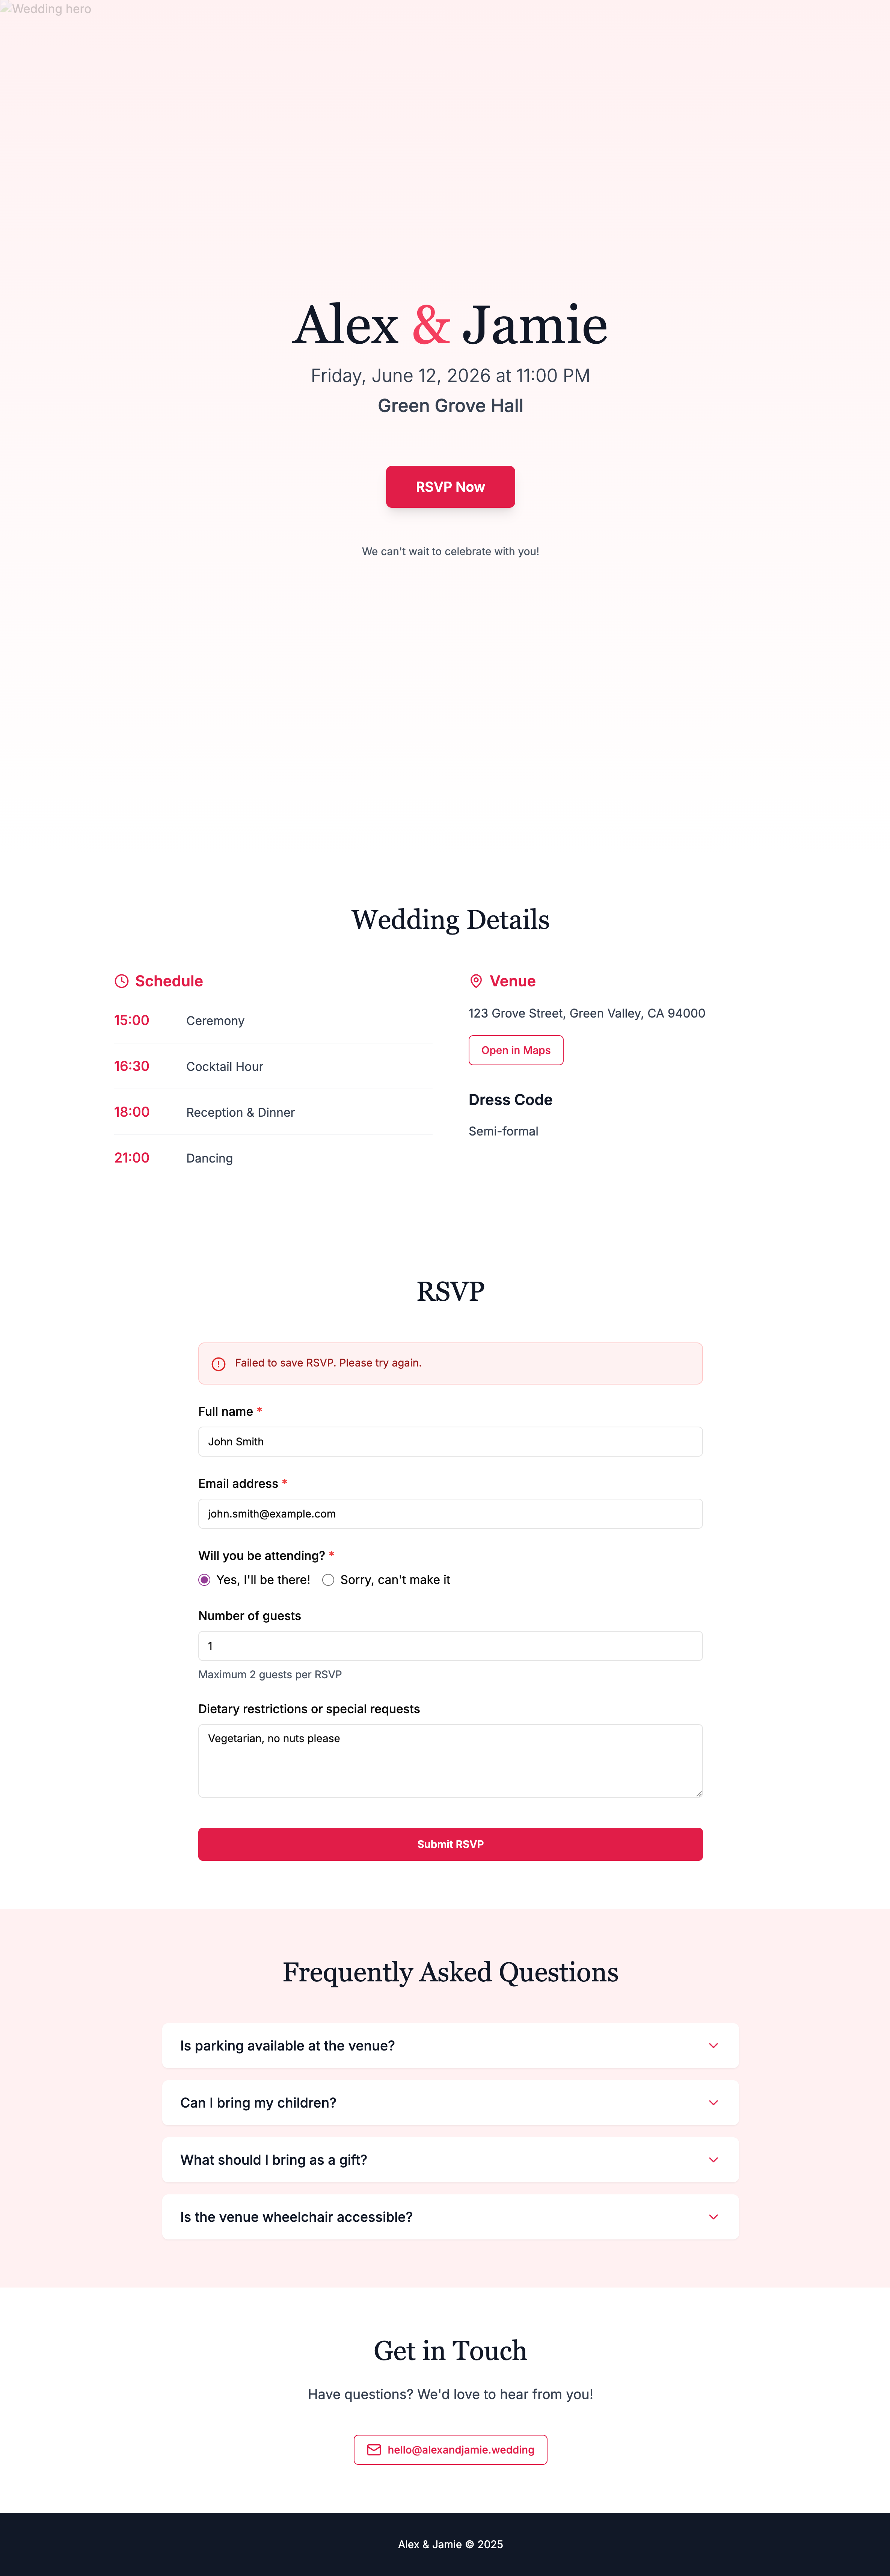 Wedding hero
Alex & Jamie
Friday, June 12, 2026 at 11:00 PM
Green Grove Hall
RSVP Now
We can't wait to celebrate with you!
Wedding Details
Schedule
15:00 Ceremony
16:30 Cocktail Hour
18:00 Reception & Dinner
21:00 Dancing
Venue
123 Grove Street, Green Valley, CA 94000
Open in Maps
Dress Code
Semi-formal
RSVP
Failed to save RSVP. Please try again.
Full name *
John Smith
Email address *
john.smith@example.com
Will you be attending? *
Yes, I'll be there! Sorry, can't make it
Number of guests
1
Maximum 2 guests per RSVP
Dietary restrictions or special requests
Vegetarian, no nuts please
Submit RSVP
Frequently Asked Questions
Is parking available at the venue?
Can I bring my children?
What should I bring as a gift?
Is the venue wheelchair accessible?
Get in Touch
Have questions? We'd love to hear from you!
hello@alexandjamie.wedding
Alex & Jamie © 2025